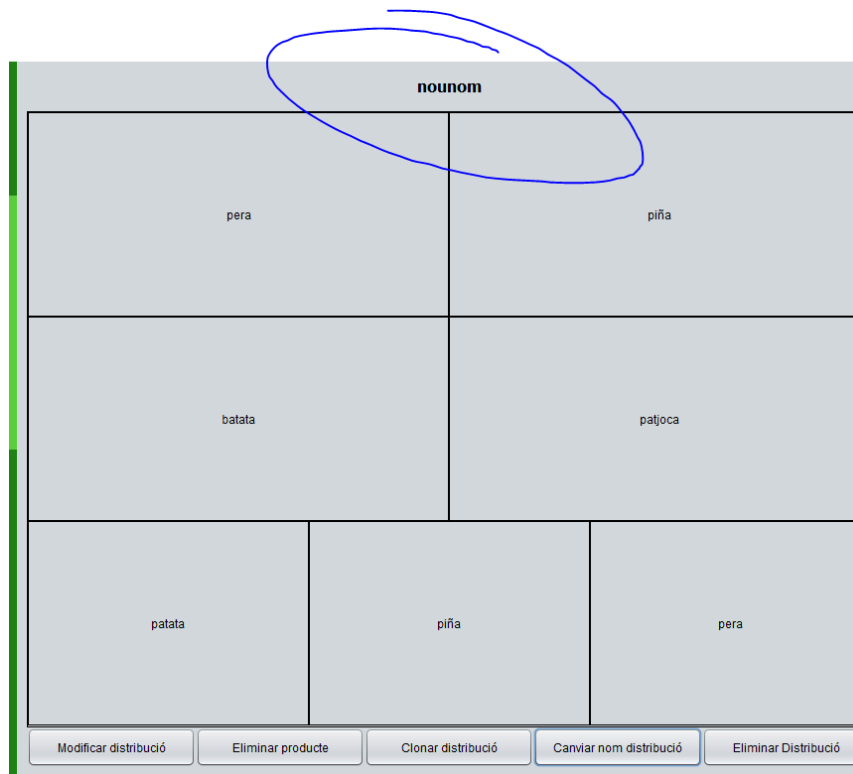 nounom
pera piña
batata patjoca
patata piña pera
Modificar distribució Eliminar producte Clonar distribució Canviar nom distribució Eliminar Distribució